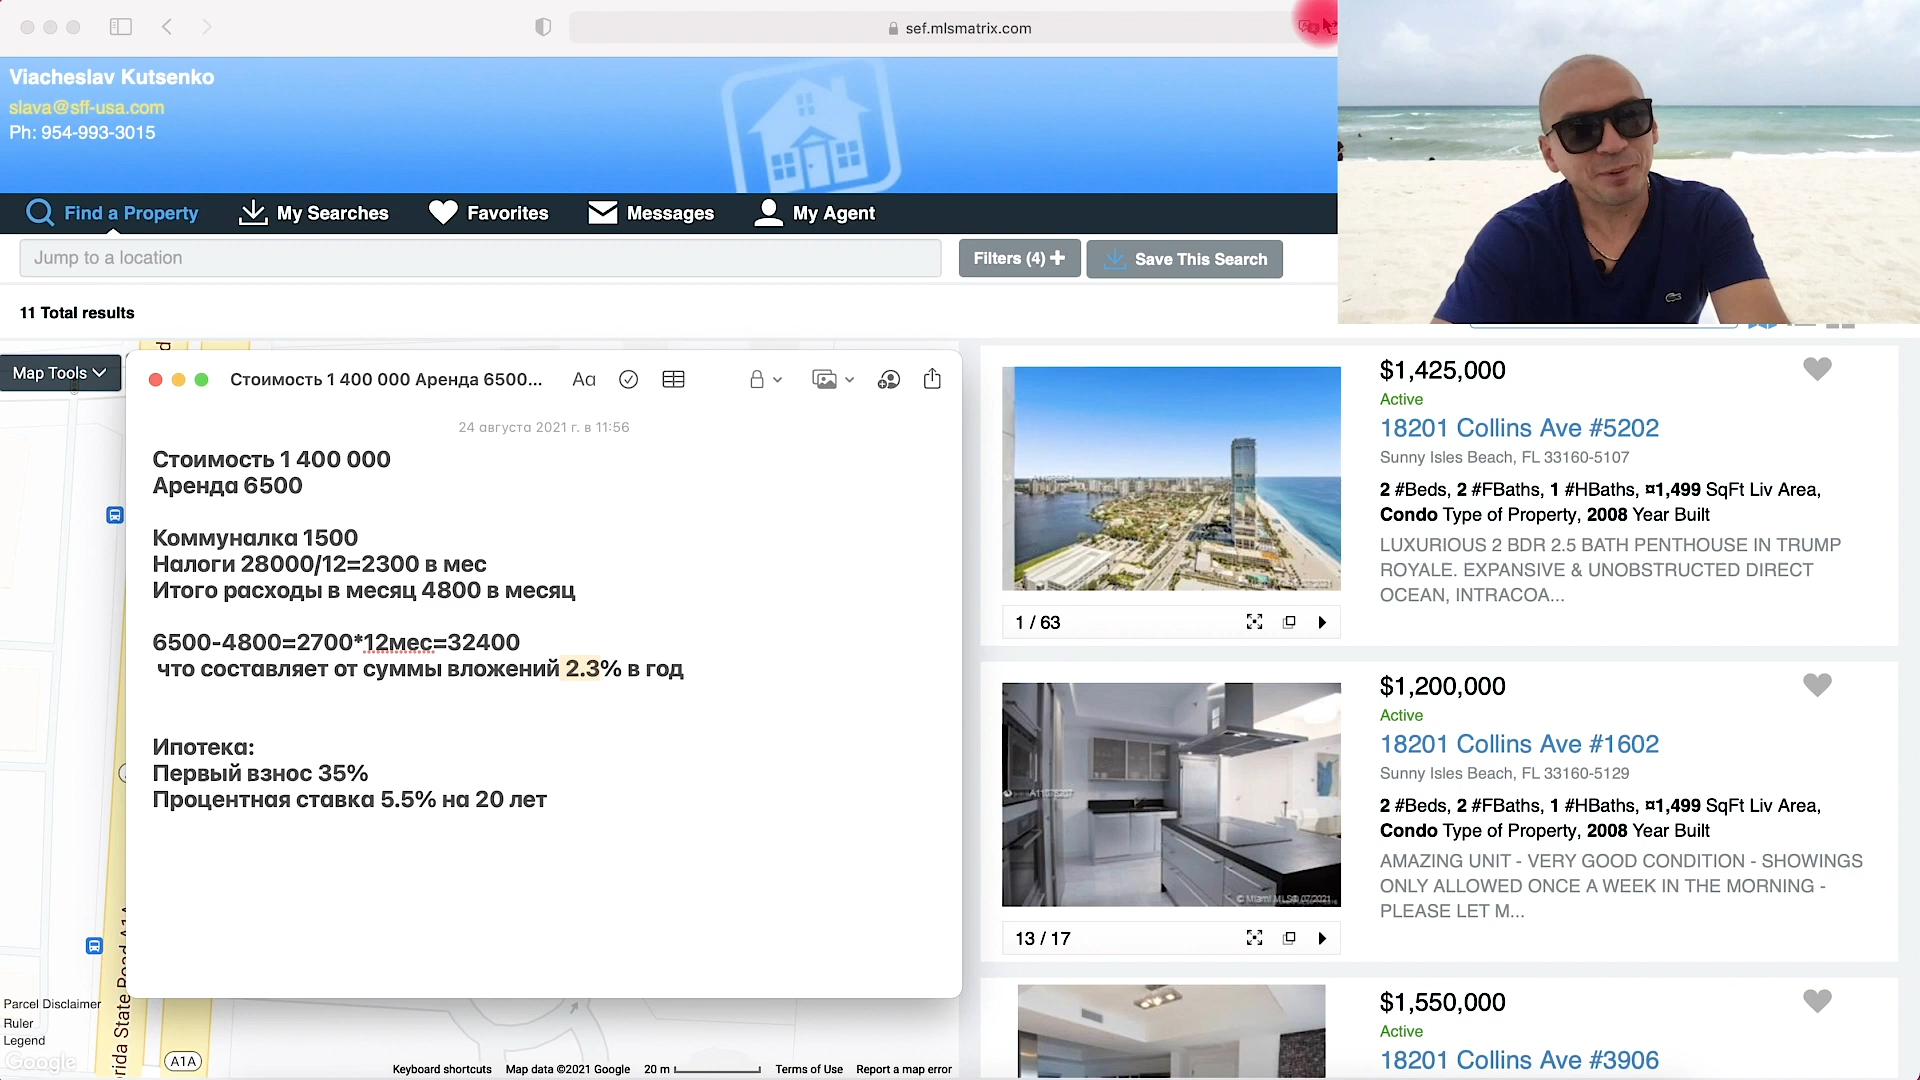 sef.mlsmatrix.com
Viacheslav Kutsenko
slava@sff-usa.com
Ph: 954-993-3015
Find a Property
My Searches
Favorites
Messages
My Agent
Jump to a location
Filters (4)
Save This Search
11 Total results
Map Tools
Стоимость 1 400 000 Аренда 6500...
Aa
24 августа 2021 г. в 11:56
Стоимость 1 400 000
Аренда 6500
Коммуналка 1500
Налоги 28000/12=2300 в мес
Итого расходы в месяц 4800 в месяц
6500-4800=2700*12мес=32400
что составляет от суммы вложений 2.3% в год
Ипотека:
Первый взнос 35%
Процентная ставка 5.5% на 20 лет
$1,425,000
Active
18201 Collins Ave #5202
Sunny Isles Beach, FL 33160-5107
2 #Beds, 2 #FBaths, 1 #HBaths, ¤1,499 SqFt Liv Area,
Condo Type of Property, 2008 Year Built
LUXURIOUS 2 BDR 2.5 BATH PENTHOUSE IN TRUMP
ROYALE. EXPANSIVE & UNOBSTRUCTED DIRECT
OCEAN, INTRACOA...
1 / 63
$1,200,000
Active
18201 Collins Ave #1602
Sunny Isles Beach, FL 33160-5129
2 #Beds, 2 #FBaths, 1 #HBaths, ¤1,499 SqFt Liv Area,
Condo Type of Property, 2008 Year Built
AMAZING UNIT - VERY GOOD CONDITION - SHOWINGS
ONLY ALLOWED ONCE A WEEK IN THE MORNING -
PLEASE LET M...
© Miami MLS® 07/2021
13 / 17
$1,550,000
Active
18201 Collins Ave #3906
Parcel Disclaimer
Ruler
Legend
Google
State Road A1A
A1A
Keyboard shortcuts
Map data ©2021 Google
20 m
Terms of Use
Report a map error